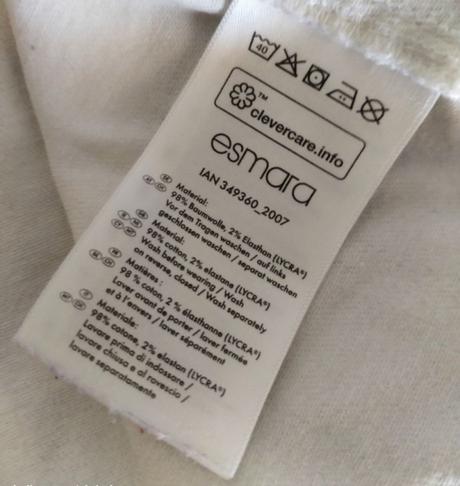 40
™
clevercare.info
esmara
IAN 349360_2007
Material:
98% Baumwolle, 2% Elasthan (LYCRA®)
Vor dem Tragen waschen / auf links
geschlossen waschen / separat waschen
Material:
98% cotton, 2% elastane (LYCRA®)
Wash before wearing / Wash
on reverse, closed / Wash separately
Matières :
98 % coton, 2 % élasthanne (LYCRA®)
Laver avant de porter / laver fermée
et à l'envers / laver séparément
Materiale:
98% cotone, 2% elastan (LYCRA®)
Lavare prima di indossare /
lavare chiusa e al rovescio /
lavare separatamente